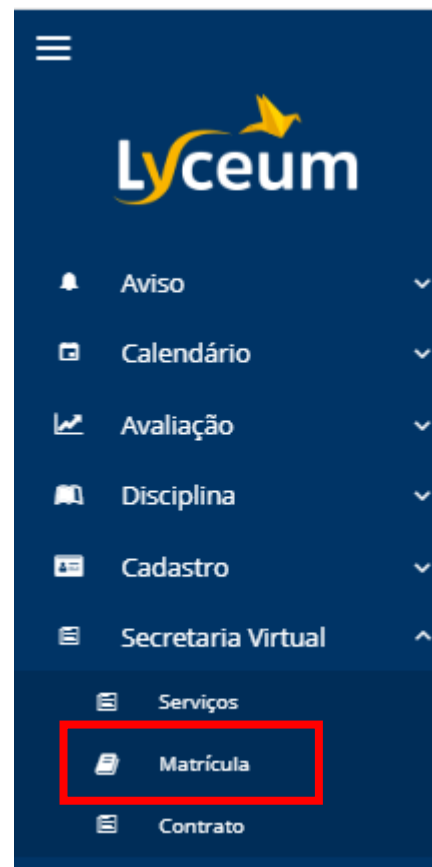 Lyceum
Aviso
Calendário
Avaliação
Disciplina
Cadastro
Secretaria Virtual
Serviços
Matrícula
Contrato